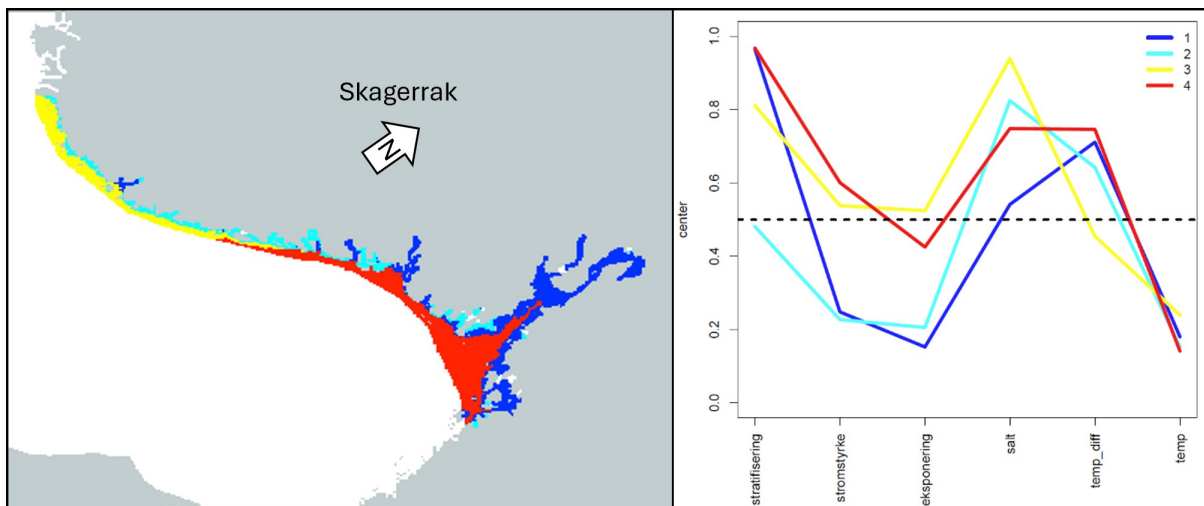 Skagerrak
N
center
1.0
0.8
0.6
0.4
0.2
0.0
1
2
3
4
stratifisering
stromstyrke
eksponering
salt
temp_diff
temp